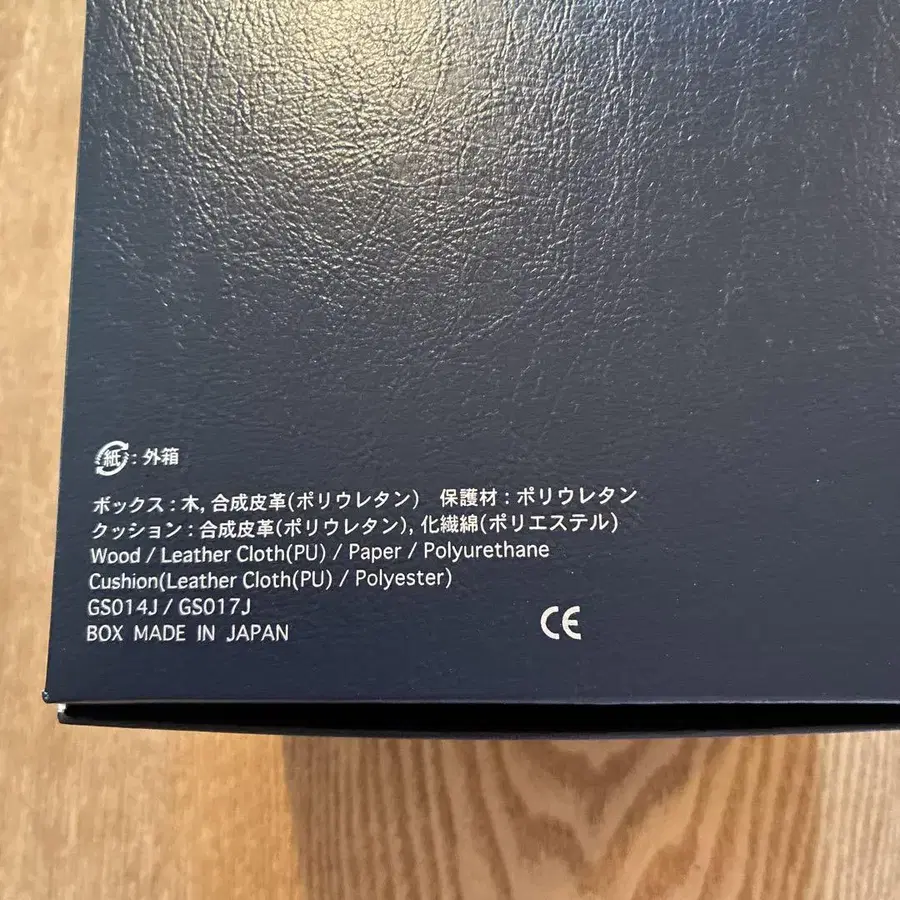 紙 : 外箱
ボックス : 木, 合成皮革(ポリウレタン)　保護材 : ポリウレタン
クッション : 合成皮革(ポリウレタン), 化繊綿(ポリエステル)
Wood / Leather Cloth(PU) / Paper / Polyurethane
Cushion(Leather Cloth(PU) / Polyester)
GS014J / GS017J
BOX MADE IN JAPAN
CE